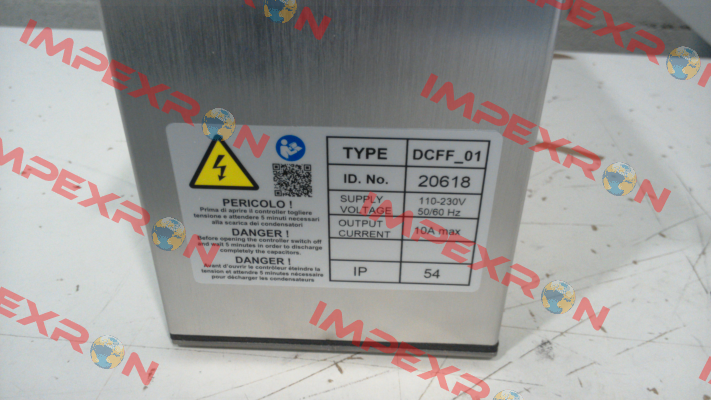 IMPEXRON
IMPEXRON
IMPEXRON
IMPEXRON
IMPEXRON
IMPEXRON
PERICOLO !
Prima di aprire il controller togliere
tensione e attendere 5 minuti necessari
alla scarica dei condensatori
DANGER !
Before opening the controller switch off
and wait 5 minutes in order to discharge
completely the capacitors.
DANGER !
Avant d'ouvrir le contrôleur éteindre la
tension et attendre 5 minutes nécessaire
pour décharger les condensateurs
TYPE DCFF_01
ID. No. 20618
SUPPLY VOLTAGE 110-230V 50/60 Hz
OUTPUT CURRENT 10A max
IP 54